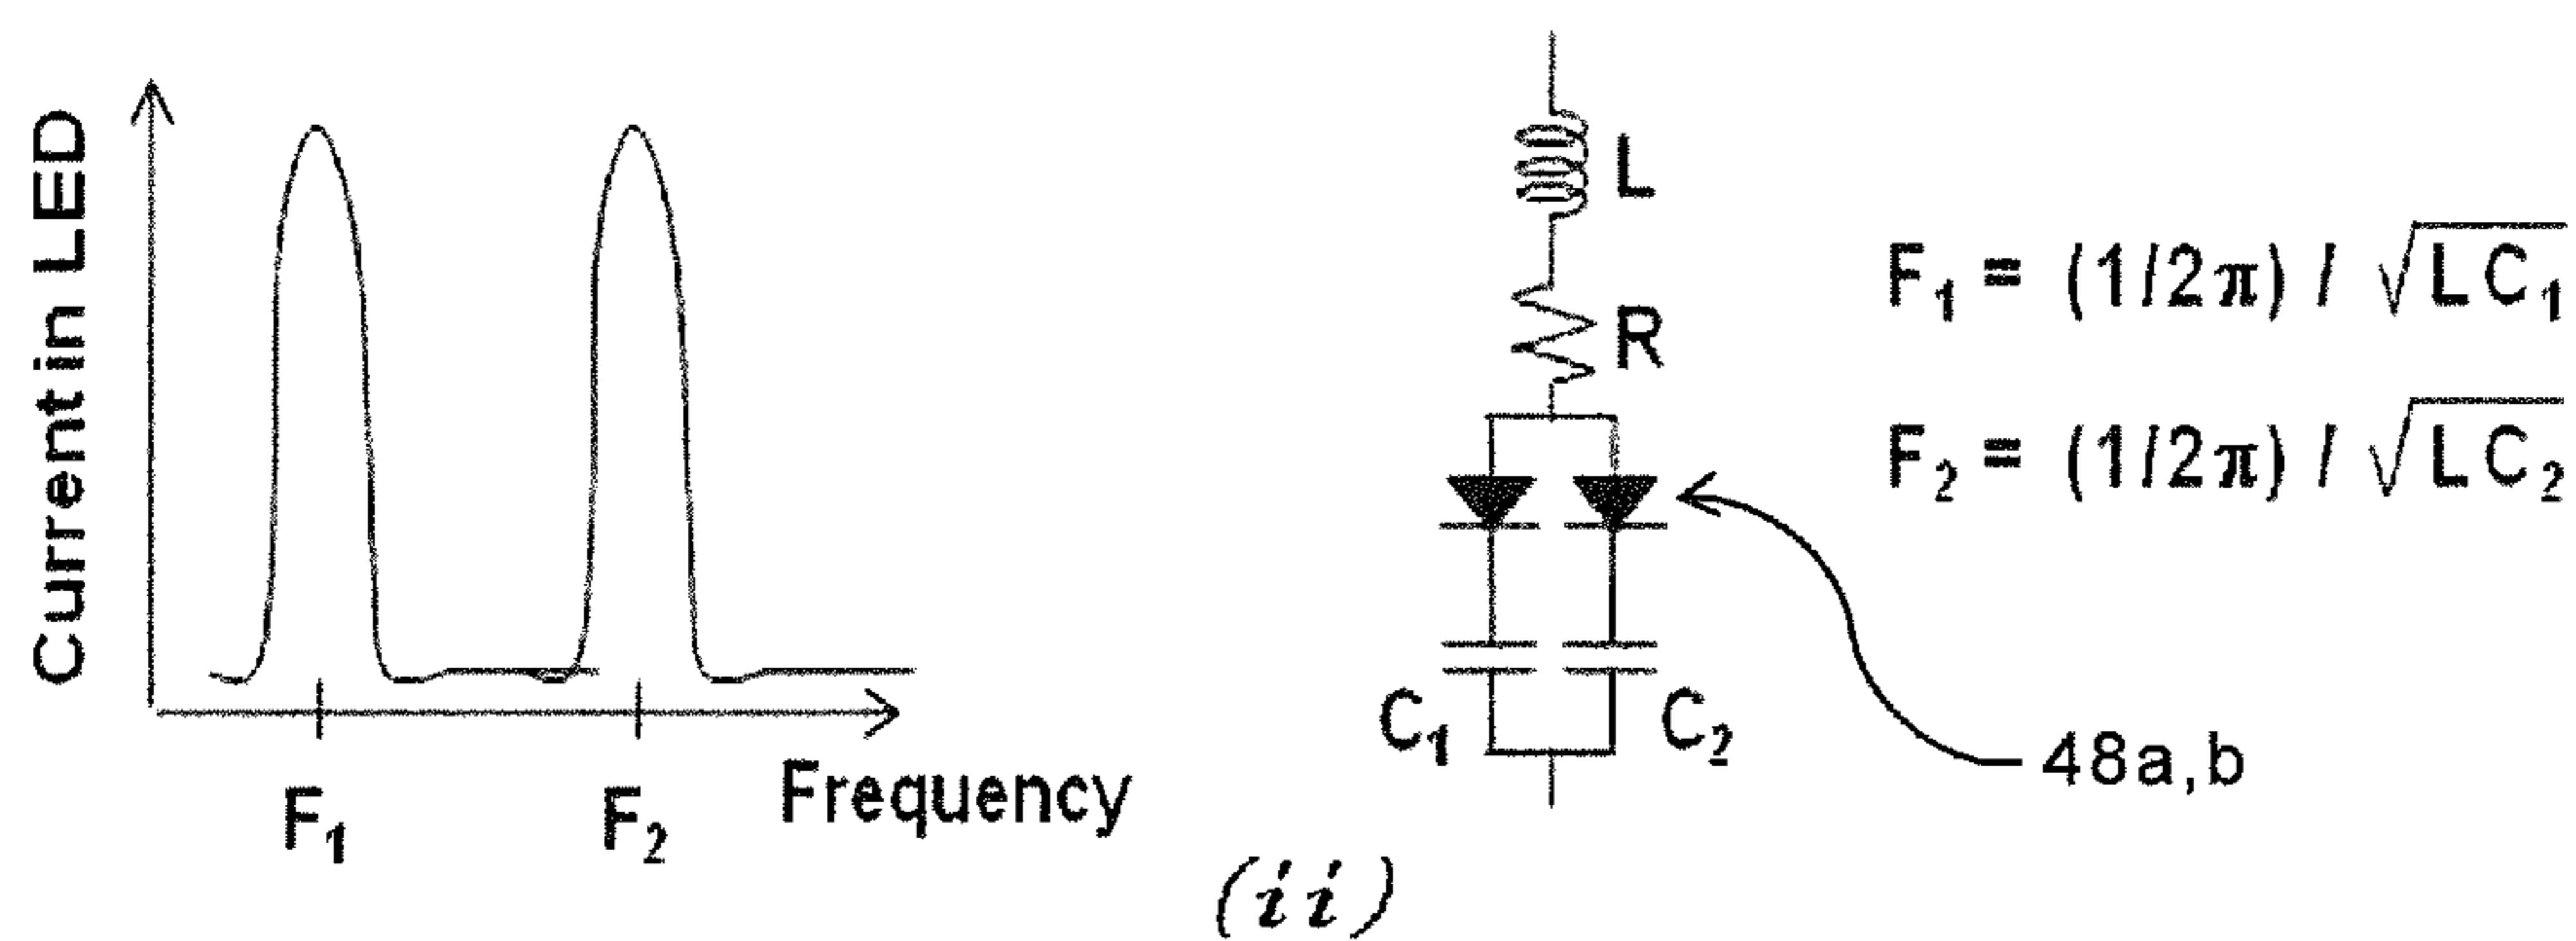 Current in LED
F₁
F₂
Frequency
L
R
C₁
C₂
48a,b
F₁ = (1/2π) / √LC₁
F₂ = (1/2π) / √LC₂
(ii)